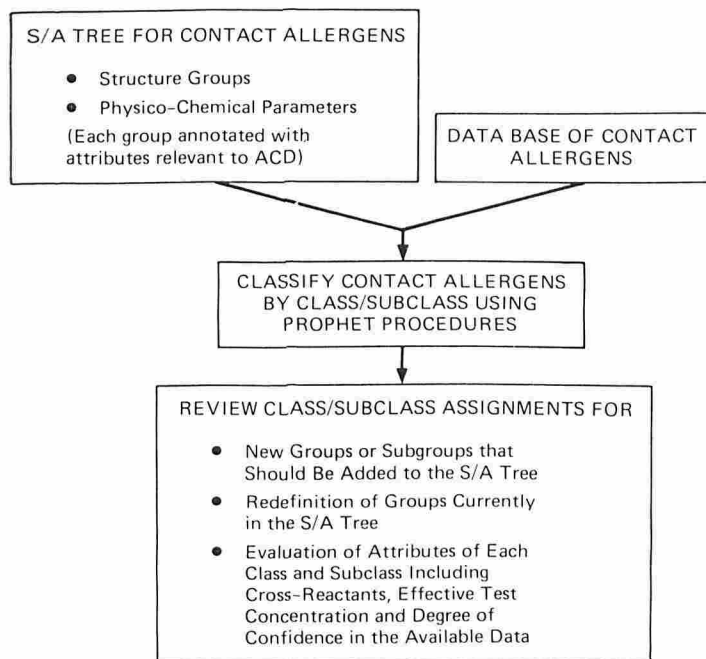 S/A TREE FOR CONTACT ALLERGENS
• Structure Groups
• Physico-Chemical Parameters
(Each group annotated with
attributes relevant to ACD)
DATA BASE OF CONTACT
ALLERGENS
CLASSIFY CONTACT ALLERGENS
BY CLASS/SUBCLASS USING
PROPHET PROCEDURES
REVIEW CLASS/SUBCLASS ASSIGNMENTS FOR
• New Groups or Subgroups that
Should Be Added to the S/A Tree
• Redefinition of Groups Currently
in the S/A Tree
• Evaluation of Attributes of Each
Class and Subclass Including
Cross-Reactants, Effective Test
Concentration and Degree of
Confidence in the Available Data